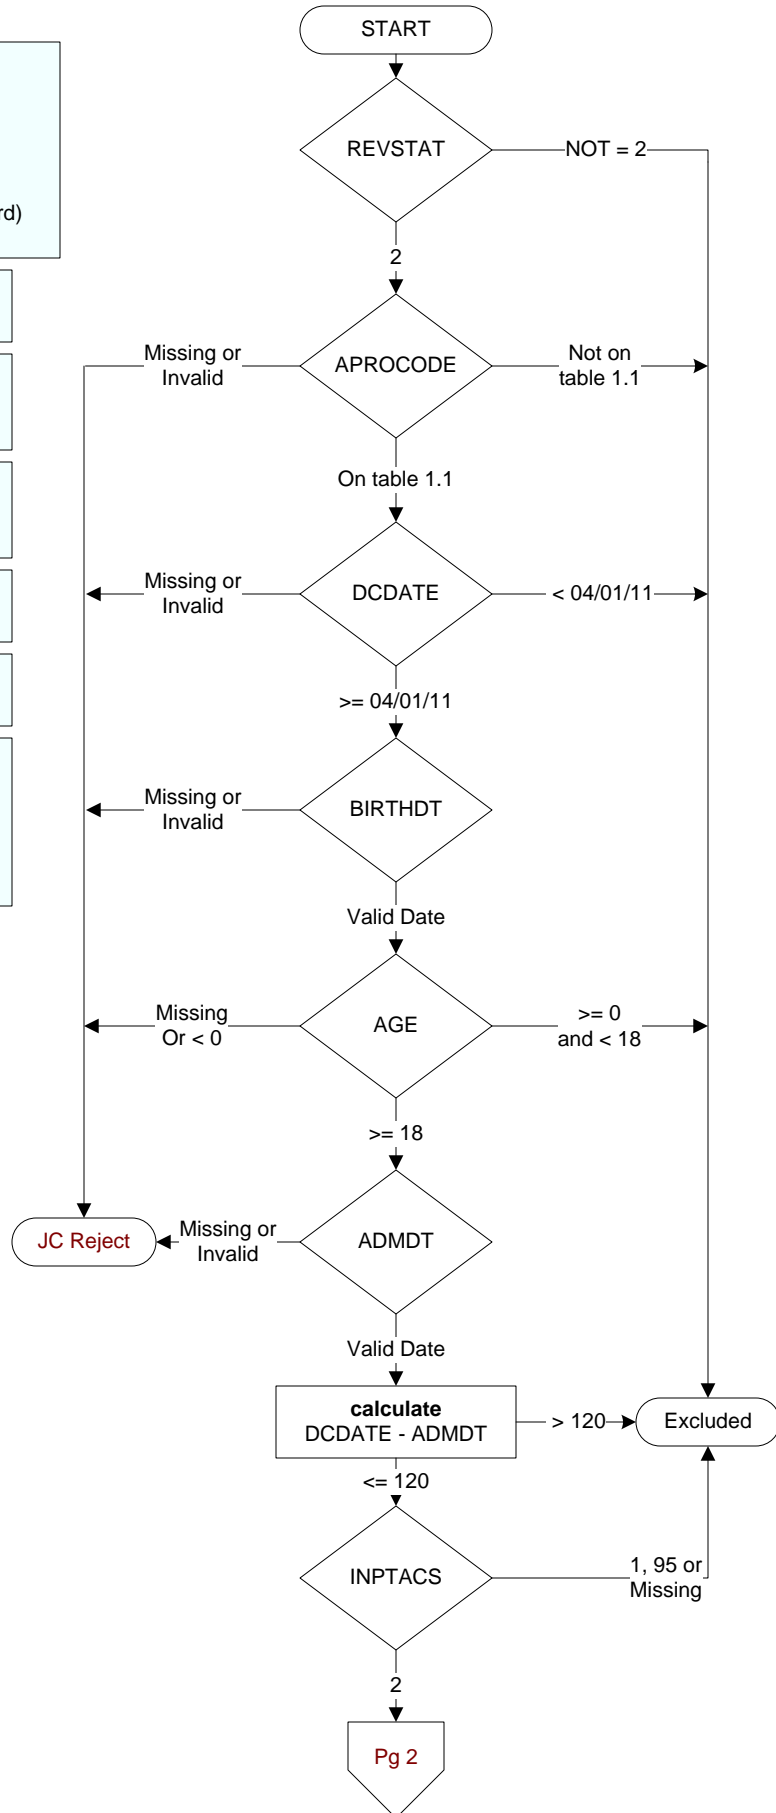 START
REVSTAT
NOT = 2
rd)
2
Missing or
Invalid
APROCODE
Not on
table 1.1
On table 1.1
Missing or
Invalid
DCDATE
< 04/01/11
>= 04/01/11
Missing or
Invalid
BIRTHDT
Valid Date
Missing
Or < 0
AGE
>= 0
and < 18
>= 18
JC Reject
Missing or
Invalid
ADMDT
Valid Date
calculate
DCDATE - ADMDT
> 120
Excluded
<= 120
INPTACS
1, 95 or
Missing
2
Pg 2